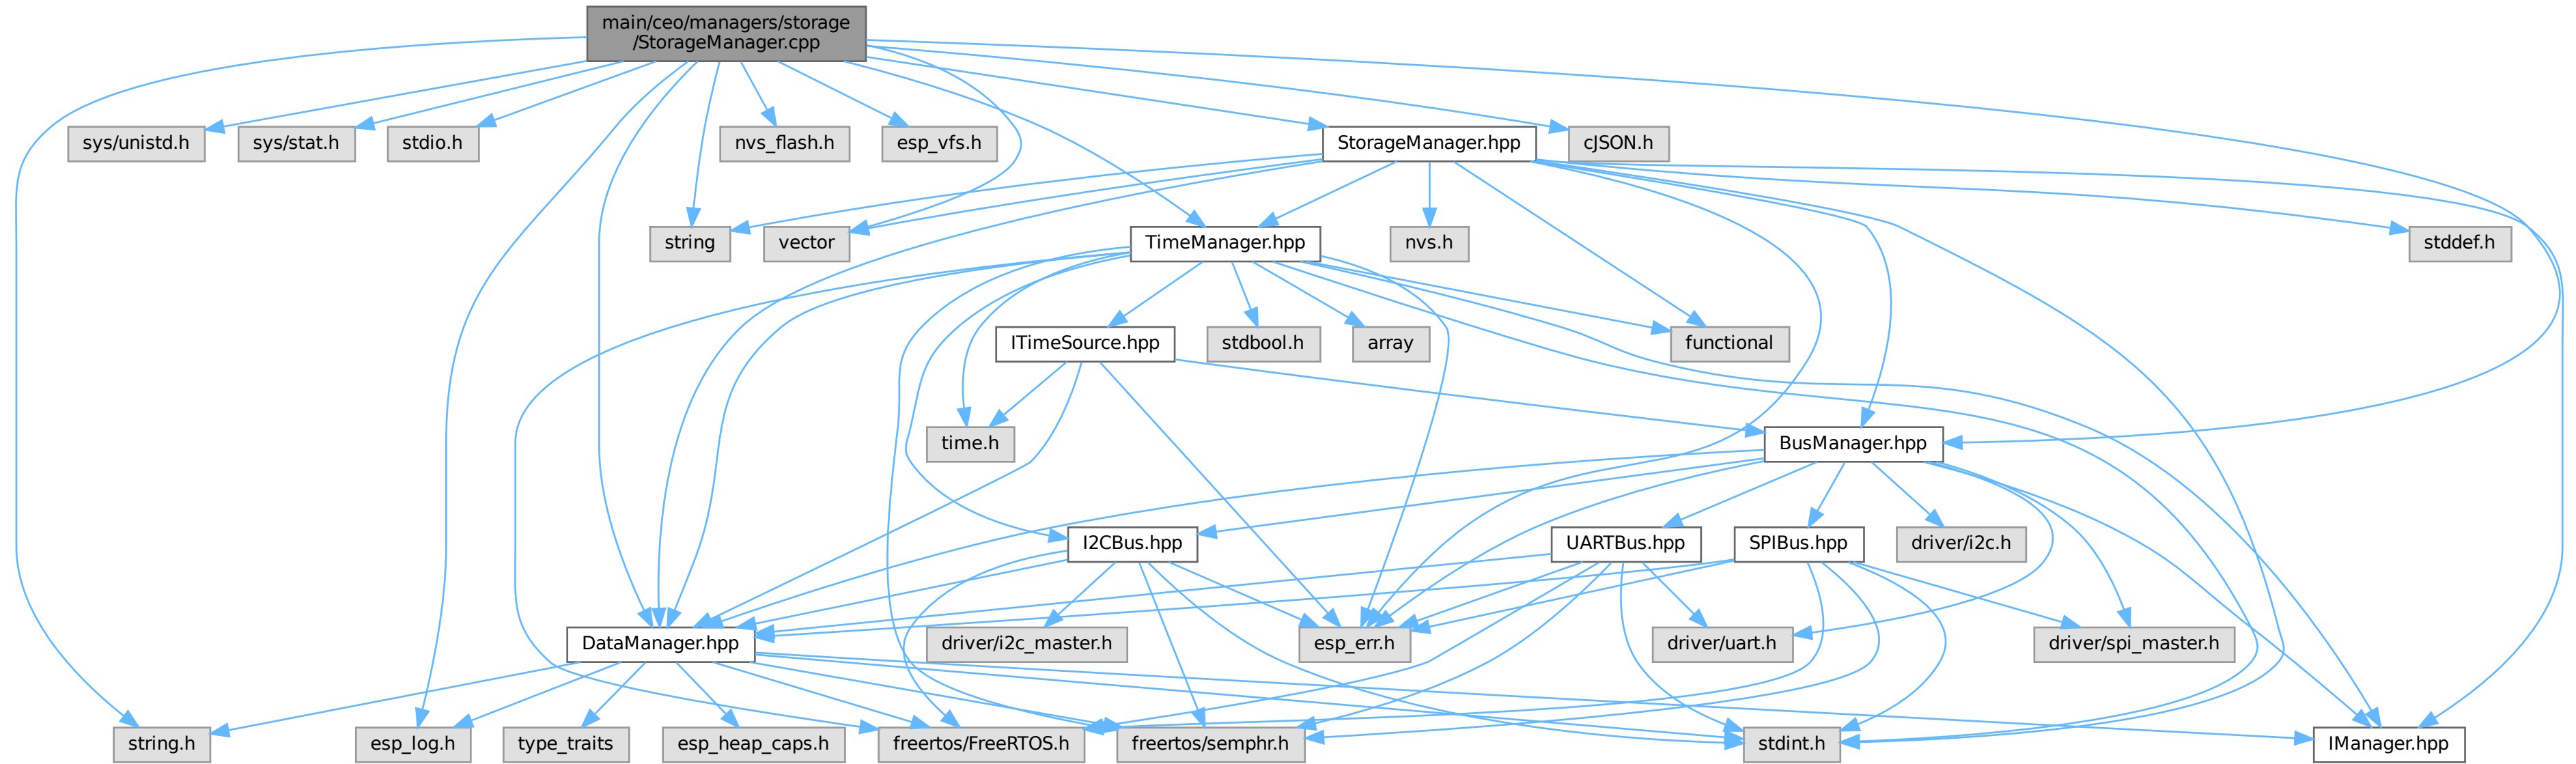 main/ceo/managers/storage
/StorageManager.cpp
sys/unistd.h
sys/stat.h
stdio.h
nvs_flash.h
esp_vfs.h
StorageManager.hpp
cJSON.h
string
vector
TimeManager.hpp
nvs.h
stddef.h
ITimeSource.hpp
stdbool.h
array
functional
time.h
BusManager.hpp
I2CBus.hpp
UARTBus.hpp
SPIBus.hpp
driver/i2c.h
DataManager.hpp
driver/i2c_master.h
esp_err.h
driver/uart.h
driver/spi_master.h
string.h
esp_log.h
type_traits
esp_heap_caps.h
freertos/FreeRTOS.h
freertos/semphr.h
stdint.h
IManager.hpp